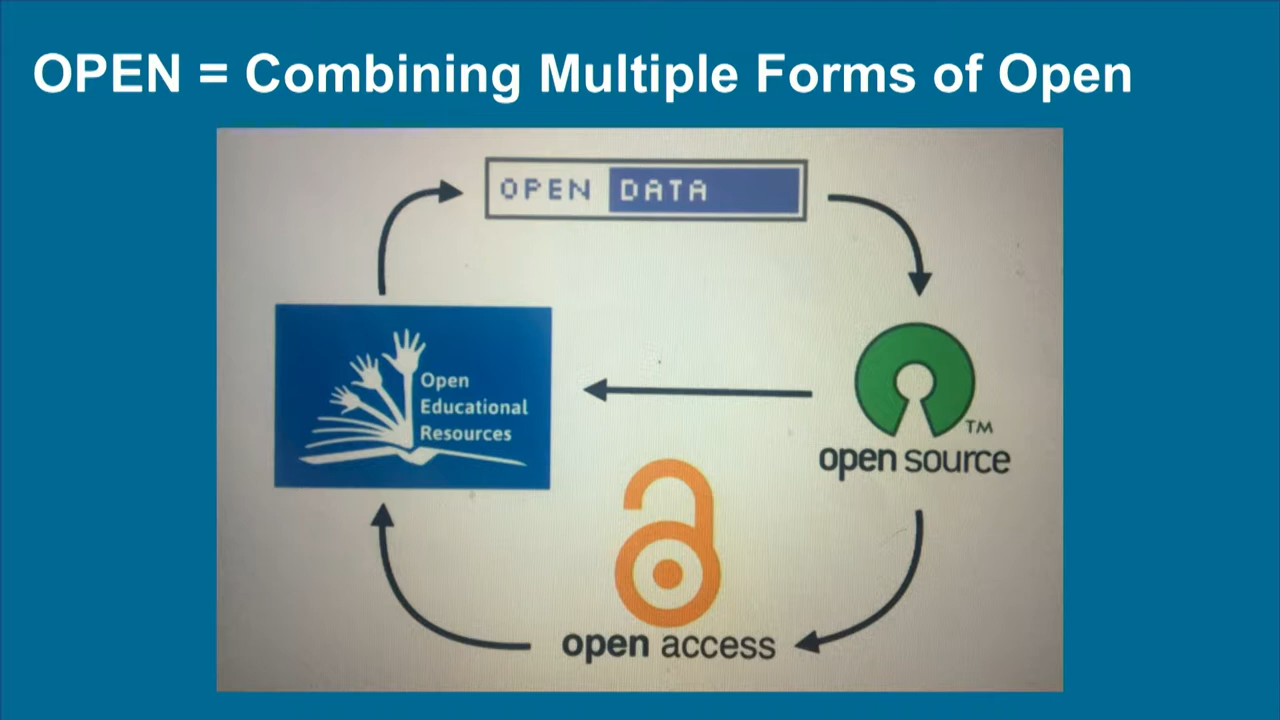 OPEN = Combining Multiple Forms of Open
OPEN DATA
Open
Educational
Resources
TM
open source
open access